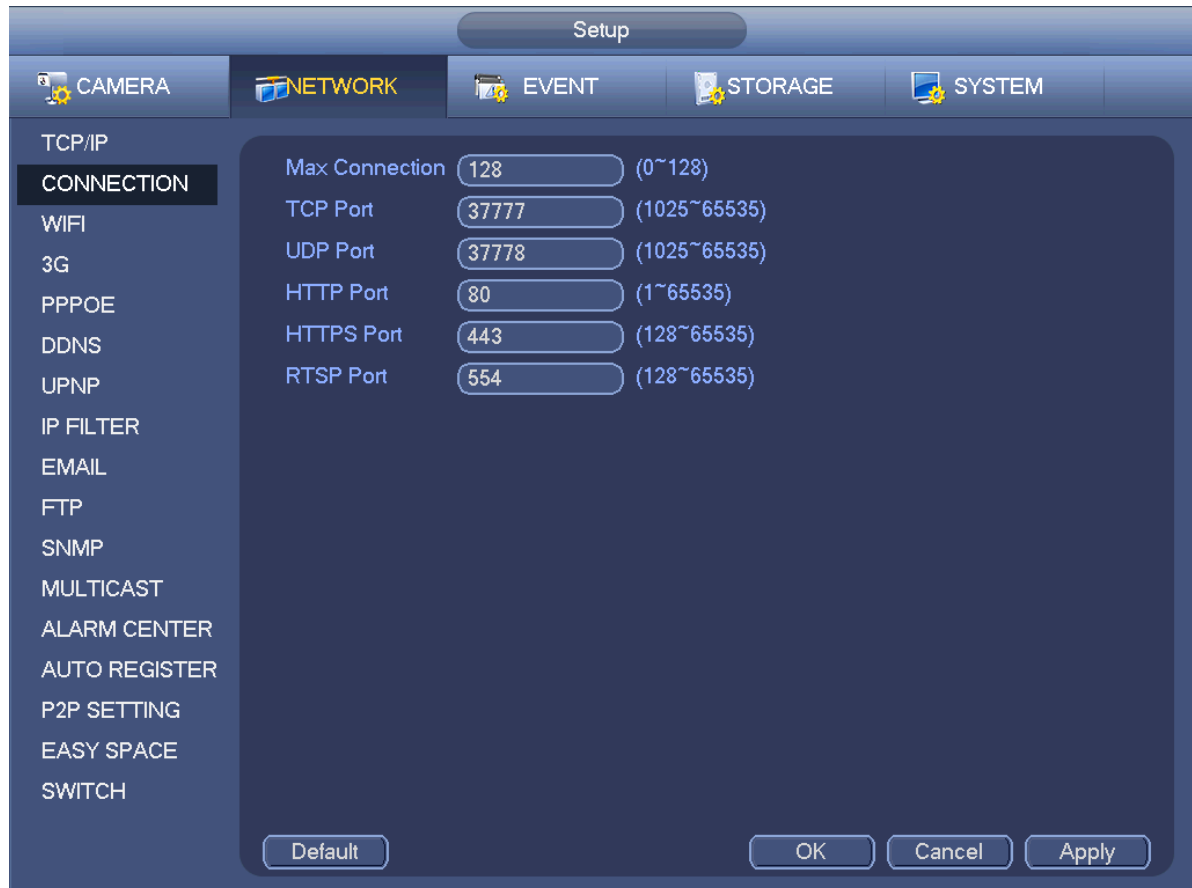 Setup
CAMERA NETWORK EVENT STORAGE SYSTEM
TCP/IP
CONNECTION
WIFI
3G
PPPOE
DDNS
UPNP
IP FILTER
EMAIL
FTP
SNMP
MULTICAST
ALARM CENTER
AUTO REGISTER
P2P SETTING
EASY SPACE
SWITCH
Max Connection 128 (0~128)
TCP Port 37777 (1025~65535)
UDP Port 37778 (1025~65535)
HTTP Port 80 (1~65535)
HTTPS Port 443 (128~65535)
RTSP Port 554 (128~65535)
Default OK Cancel Apply